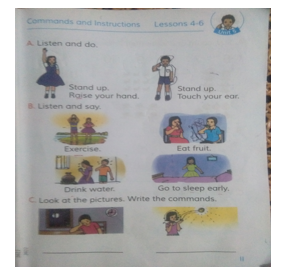 Commands and Instructions Lessons 4-6
A. Listen and do.
Stand up.
Raise your hand.
Stand up.
Touch your ear.
B. Listen and say.
Exercise.
Eat fruit.
Drink water.
Go to sleep early.
C. Look at the pictures. Write the commands.